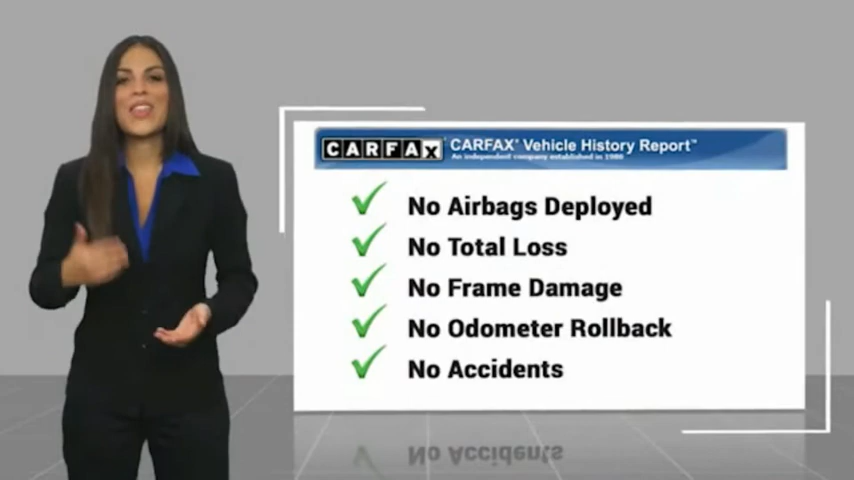 CARFAX CARFAX® Vehicle History Report™
An independent company established in 1986
No Airbags Deployed
No Total Loss
No Frame Damage
No Odometer Rollback
No Accidents
No Accidents